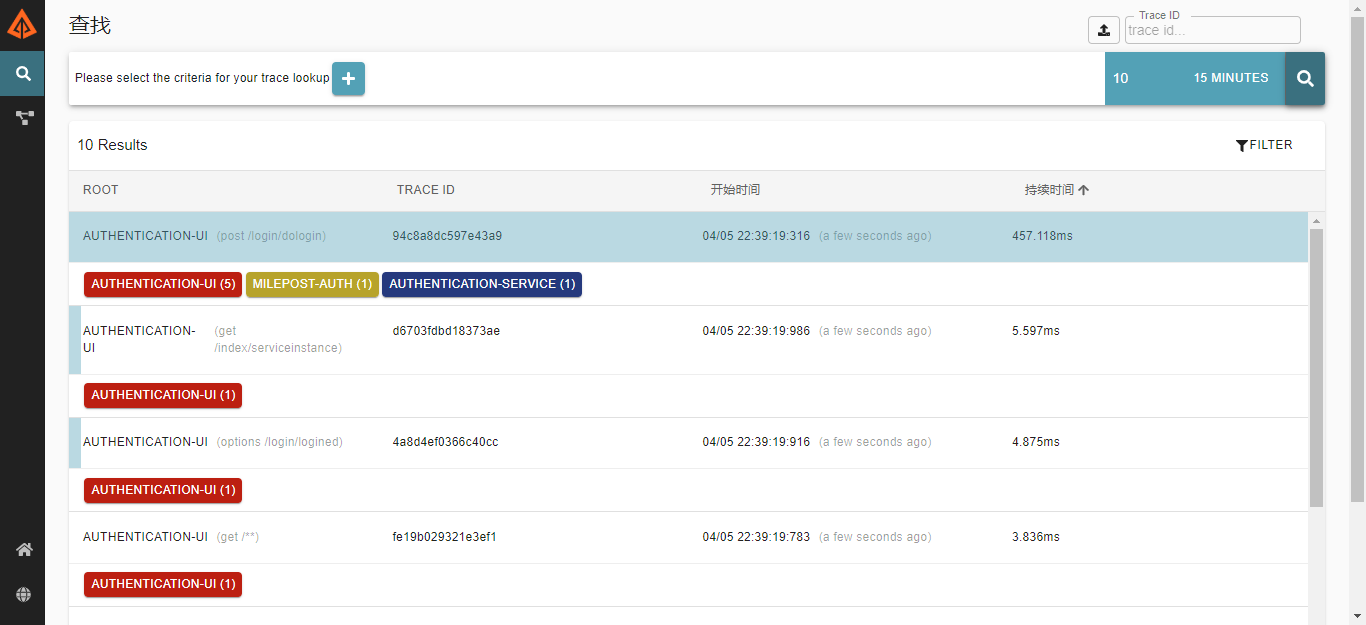 查找
Trace ID
trace id...
Please select the criteria for your trace lookup
10 15 MINUTES
10 Results
FILTER
ROOT TRACE ID 开始时间 持续时间
AUTHENTICATION-UI (post /login/dologin) 94c8a8dc597e43a9 04/05 22:39:19:316 (a few seconds ago) 457.118ms
AUTHENTICATION-UI (5) MILEPOST-AUTH (1) AUTHENTICATION-SERVICE (1)
AUTHENTICATION- (get d6703fdbd18373ae 04/05 22:39:19:986 (a few seconds ago) 5.597ms
UI /index/serviceinstance)
AUTHENTICATION-UI (1)
AUTHENTICATION-UI (options /login/logined) 4a8d4ef0366c40cc 04/05 22:39:19:916 (a few seconds ago) 4.875ms
AUTHENTICATION-UI (1)
AUTHENTICATION-UI (get /**) fe19b029321e3ef1 04/05 22:39:19:783 (a few seconds ago) 3.836ms
AUTHENTICATION-UI (1)